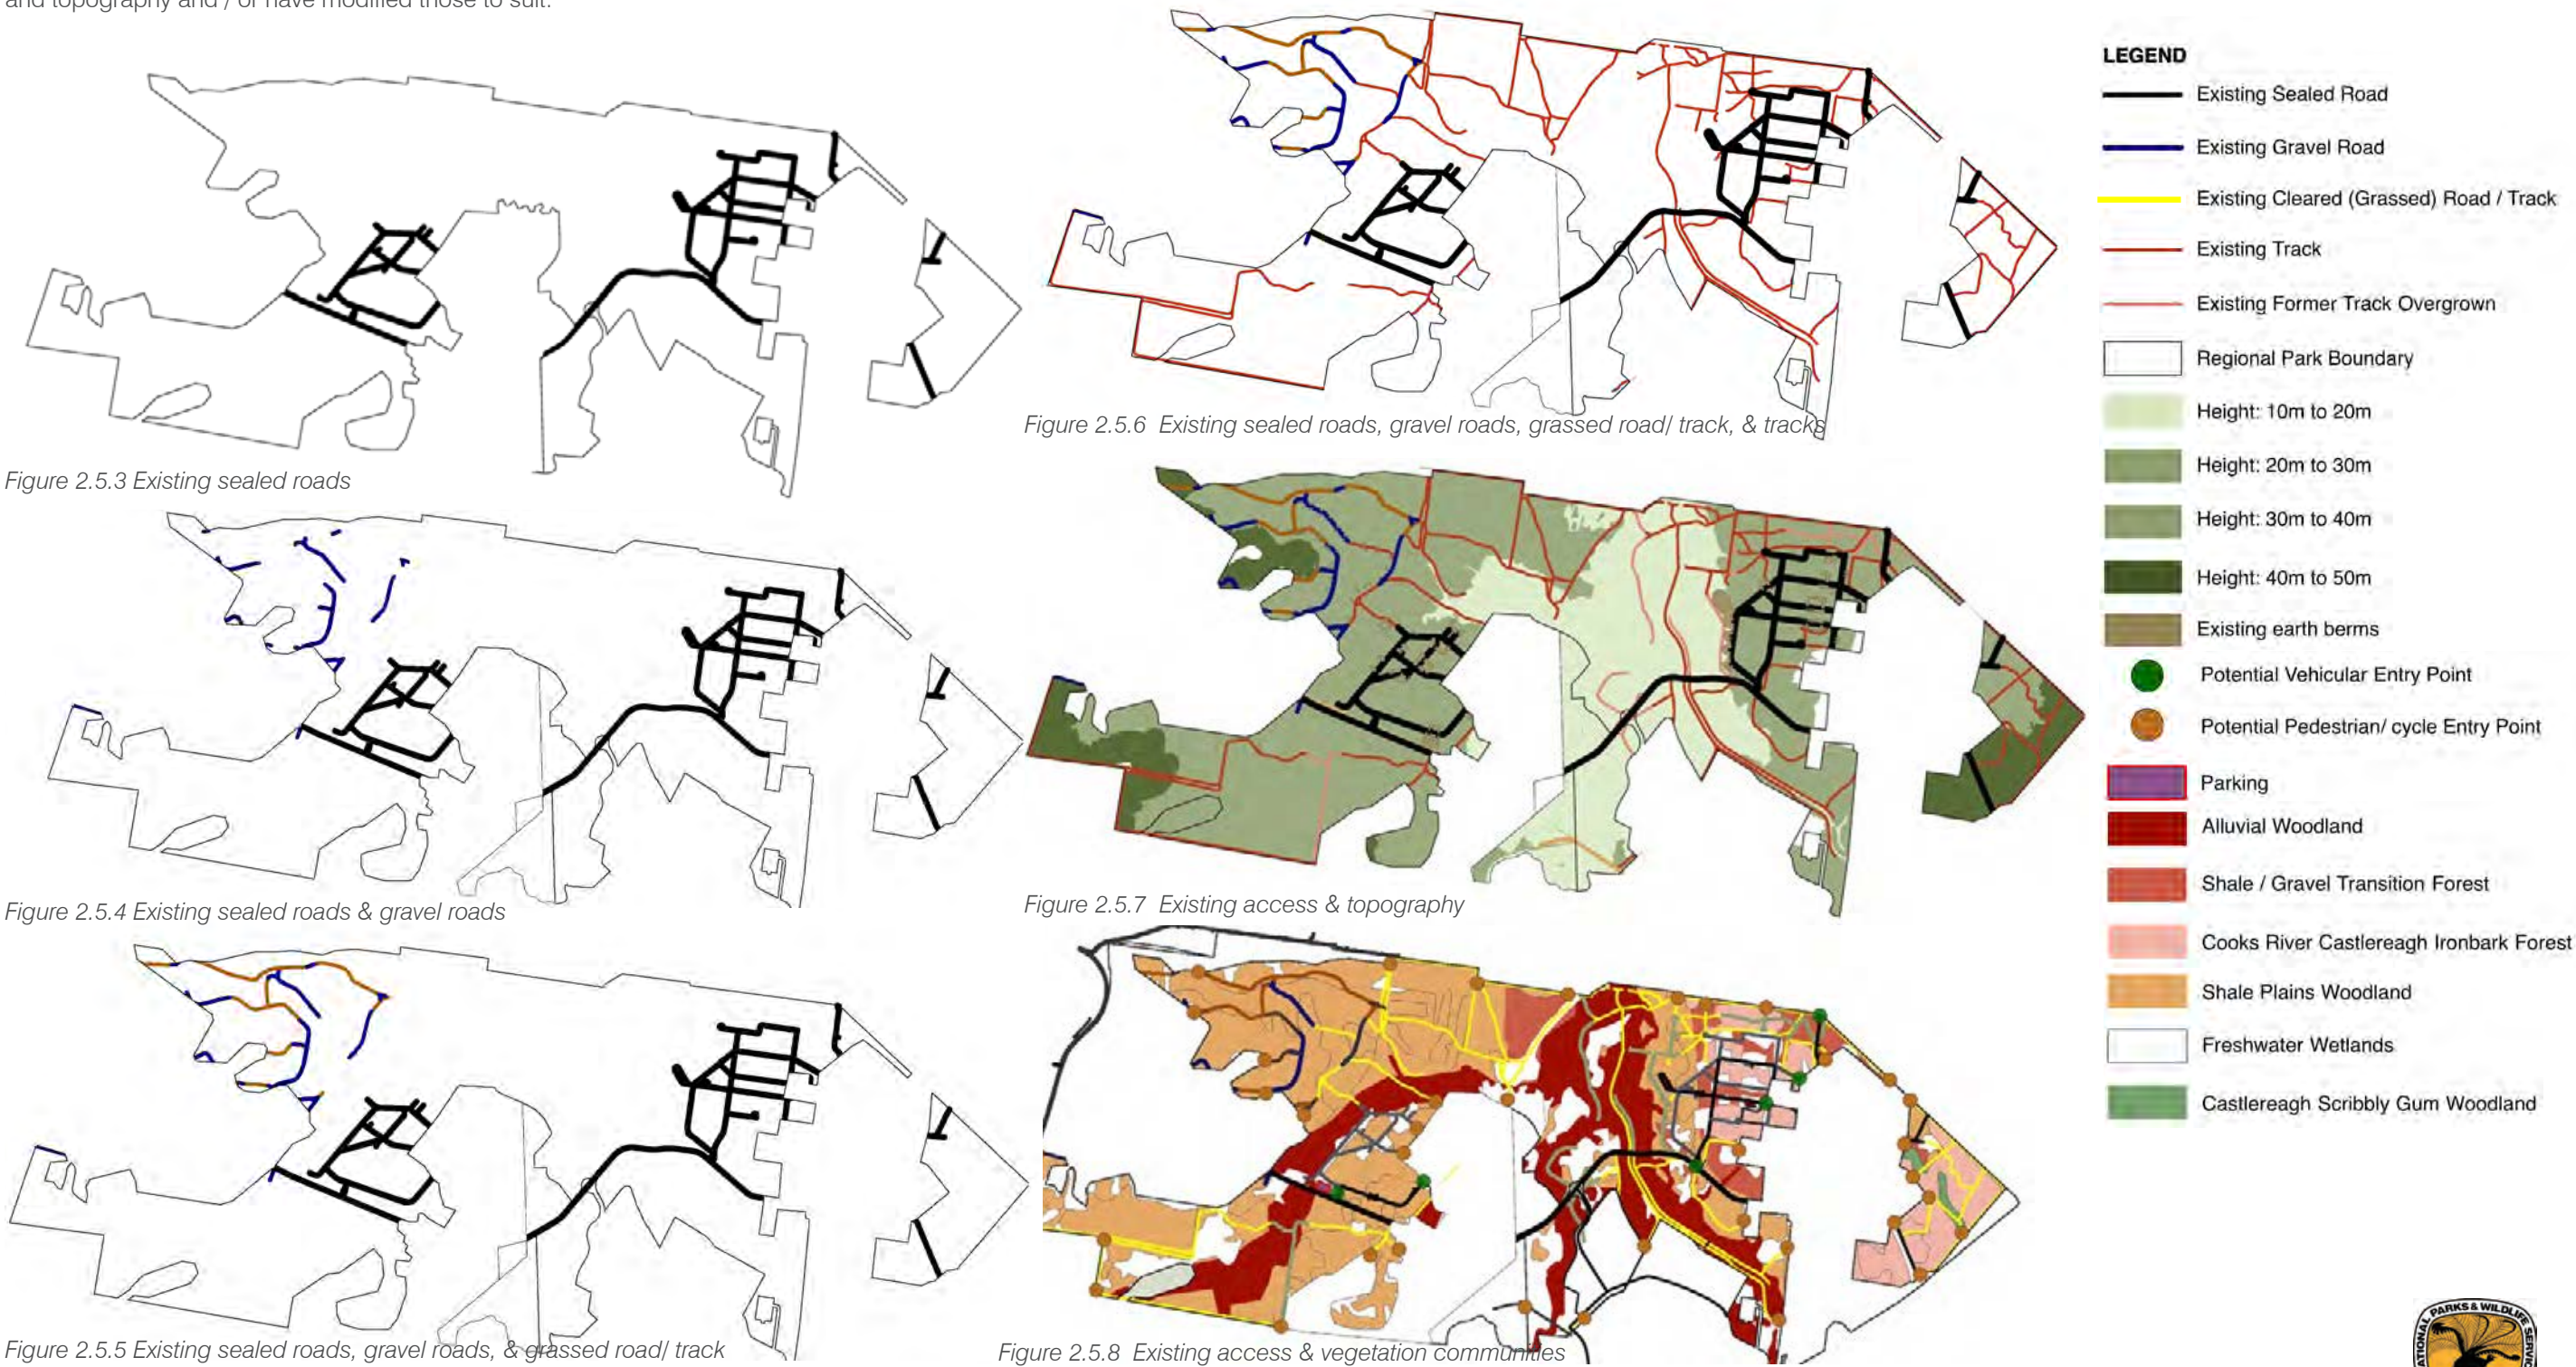 and topography and / or have modified those to suit.
Figure 2.5.3 Existing sealed roads
Figure 2.5.4 Existing sealed roads & gravel roads
Figure 2.5.5 Existing sealed roads, gravel roads, & grassed road/ track
Figure 2.5.6 Existing sealed roads, gravel roads, grassed road/ track, & tracks
Figure 2.5.7 Existing access & topography
Figure 2.5.8 Existing access & vegetation communities
LEGEND
Existing Sealed Road
Existing Gravel Road
Existing Cleared (Grassed) Road / Track
Existing Track
Existing Former Track Overgrown
Regional Park Boundary
Height: 10m to 20m
Height: 20m to 30m
Height: 30m to 40m
Height: 40m to 50m
Existing earth berms
Potential Vehicular Entry Point
Potential Pedestrian/ cycle Entry Point
Parking
Alluvial Woodland
Shale / Gravel Transition Forest
Cooks River Castlereagh Ironbark Forest
Shale Plains Woodland
Freshwater Wetlands
Castlereagh Scribbly Gum Woodland
PARKS & WILDLIFE